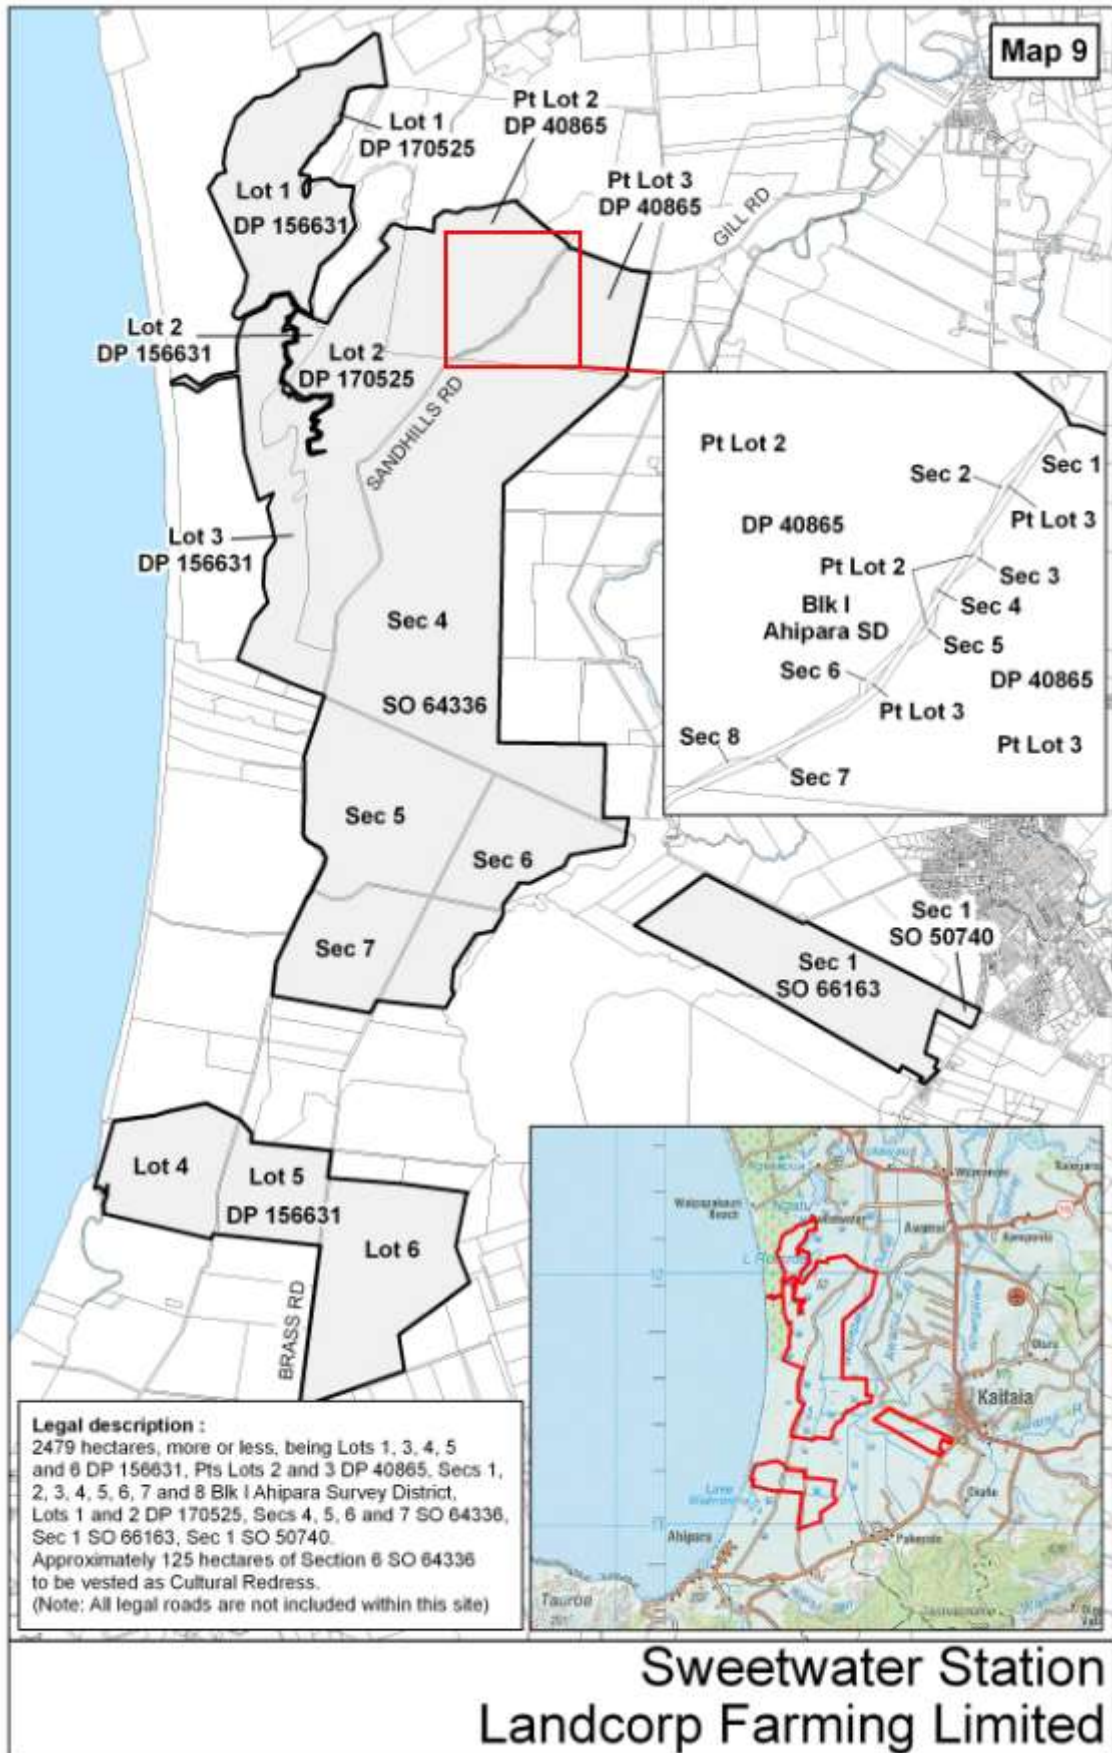 Map 9
Pt Lot 2
DP 40865
Lot 1
DP 170525
Pt Lot 3
DP 40865
Lot 1
DP 156631
GILL RD
Lot 2
DP 156631
Lot 2
DP 170525
SANDHILLS RD
Pt Lot 2
Sec 1
Sec 2
Pt Lot 3
DP 40865
Pt Lot 2
Sec 3
Blk I
Ahipara SD
Sec 4
Sec 5
Sec 6
DP 40865
Pt Lot 3
Pt Lot 3
Sec 8
Sec 7
Lot 3
DP 156631
Sec 4
SO 64336
Sec 5
Sec 6
Sec 7
Sec 1
SO 50740
Sec 1
SO 66163
Lot 4
Lot 5
DP 156631
Lot 6
BRASS RD
Waipapakauri
Beach
Awanui
Kaitaia
Ahipara
Pukepoto
Tauroa
Legal description :
2479 hectares, more or less, being Lots 1, 3, 4, 5
and 6 DP 156631, Pts Lots 2 and 3 DP 40865, Secs 1,
2, 3, 4, 5, 6, 7 and 8 Blk I Ahipara Survey District,
Lots 1 and 2 DP 170525, Secs 4, 5, 6 and 7 SO 64336,
Sec 1 SO 66163, Sec 1 SO 50740.
Approximately 125 hectares of Section 6 SO 64336
to be vested as Cultural Redress.
(Note: All legal roads are not included within this site)
Sweetwater Station
Landcorp Farming Limited